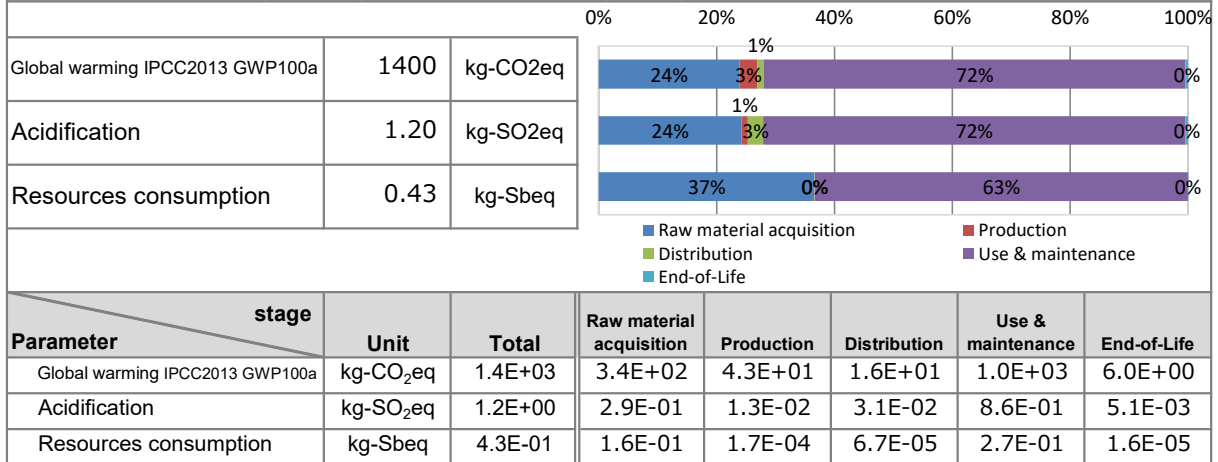 0% 20% 40% 60% 80% 100%
1%
Global warming IPCC2013 GWP100a 1400 kg-CO2eq 24% 3% 72% 0%
1%
Acidification 1.20 kg-SO2eq 24% 3% 72% 0%
Resources consumption 0.43 kg-Sbeq 37% 0% 63% 0%
Raw material acquisition Production
Distribution Use & maintenance
End-of-Life
stage
Parameter Unit Total Raw material acquisition Production Distribution Use & maintenance End-of-Life
Global warming IPCC2013 GWP100a kg-CO₂eq 1.4E+03 3.4E+02 4.3E+01 1.6E+01 1.0E+03 6.0E+00
Acidification kg-SO₂eq 1.2E+00 2.9E-01 1.3E-02 3.1E-02 8.6E-01 5.1E-03
Resources consumption kg-Sbeq 4.3E-01 1.6E-01 1.7E-04 6.7E-05 2.7E-01 1.6E-05